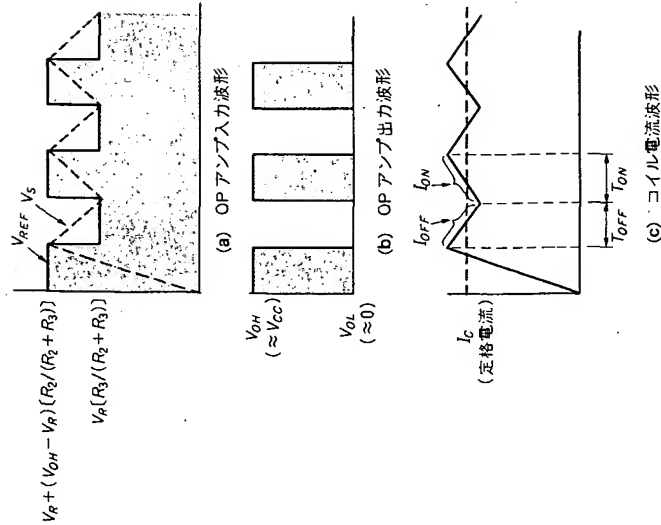 V_R + (V_OH − V_R) [R_2/(R_2 + R_3)]
V_R [R_3/(R_2 + R_3)]
V_REF V_S
(a) OPアンプ入力波形
V_OH
(≈V_CC)
V_OL
(≈0)
(b) OPアンプ出力波形
I_C
(定格電流)
I_OFF
I_ON
T_OFF
T_ON
(c) コイル電流波形